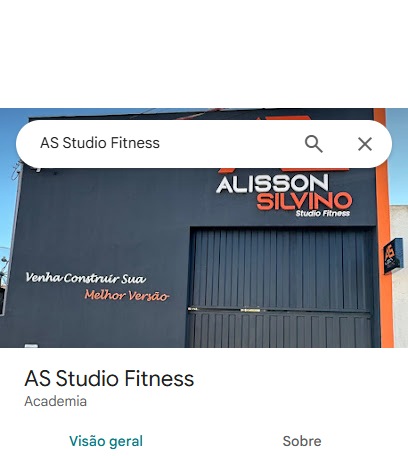 AS Studio Fitness
ALISSON
SILVINO
Studio Fitness
Venha Construir Sua
Melhor Versão
AS Studio Fitness
Academia
Visão geral
Sobre